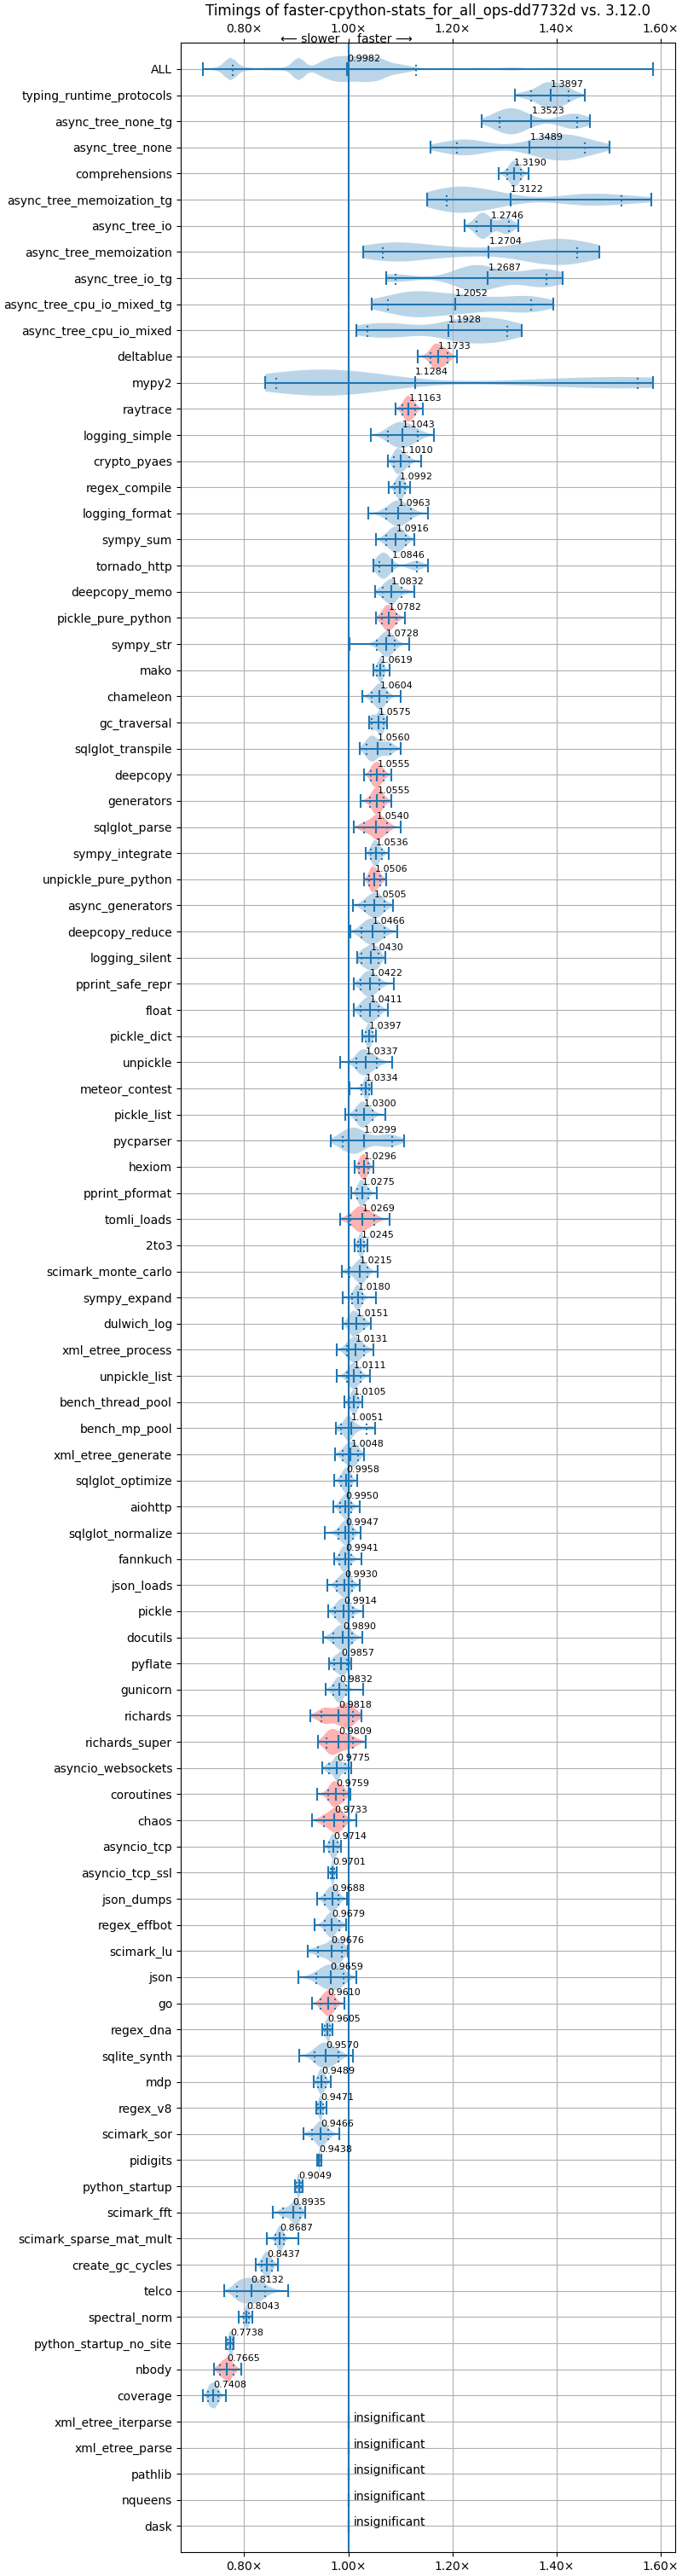 Timings of faster-cpython-stats_for_all_ops-dd7732d vs. 3.12.0
0.80× 1.00× 1.20× 1.40× 1.60×
⟵ slower faster ⟶
ALL 0.9982
typing_runtime_protocols 1.3897
async_tree_none_tg 1.3523
async_tree_none 1.3489
comprehensions 1.3190
async_tree_memoization_tg 1.3122
async_tree_io 1.2746
async_tree_memoization 1.2704
async_tree_io_tg 1.2687
async_tree_cpu_io_mixed_tg 1.2052
async_tree_cpu_io_mixed 1.1928
deltablue 1.1733
mypy2 1.1284
raytrace 1.1163
logging_simple 1.1043
crypto_pyaes 1.1010
regex_compile 1.0992
logging_format 1.0963
sympy_sum 1.0916
tornado_http 1.0846
deepcopy_memo 1.0832
pickle_pure_python 1.0782
sympy_str 1.0728
mako 1.0619
chameleon 1.0604
gc_traversal 1.0575
sqlglot_transpile 1.0560
deepcopy 1.0555
generators 1.0555
sqlglot_parse 1.0540
sympy_integrate 1.0536
unpickle_pure_python 1.0506
async_generators 1.0505
deepcopy_reduce 1.0466
logging_silent 1.0430
pprint_safe_repr 1.0422
float 1.0411
pickle_dict 1.0397
unpickle 1.0337
meteor_contest 1.0334
pickle_list 1.0300
pycparser 1.0299
hexiom 1.0296
pprint_pformat 1.0275
tomli_loads 1.0269
2to3 1.0245
scimark_monte_carlo 1.0215
sympy_expand 1.0180
dulwich_log 1.0151
xml_etree_process 1.0131
unpickle_list 1.0111
bench_thread_pool 1.0105
bench_mp_pool 1.0051
xml_etree_generate 1.0048
sqlglot_optimize 0.9958
aiohttp 0.9950
sqlglot_normalize 0.9947
fannkuch 0.9941
json_loads 0.9930
pickle 0.9914
docutils 0.9890
pyflate 0.9857
gunicorn 0.9832
richards 0.9818
richards_super 0.9809
asyncio_websockets 0.9775
coroutines 0.9759
chaos 0.9733
asyncio_tcp 0.9714
asyncio_tcp_ssl 0.9701
json_dumps 0.9688
regex_effbot 0.9679
scimark_lu 0.9676
json 0.9659
go 0.9610
regex_dna 0.9605
sqlite_synth 0.9570
mdp 0.9489
regex_v8 0.9471
scimark_sor 0.9466
pidigits 0.9438
python_startup 0.9049
scimark_fft 0.8935
scimark_sparse_mat_mult 0.8687
create_gc_cycles 0.8437
telco 0.8132
spectral_norm 0.8043
python_startup_no_site 0.7738
nbody 0.7665
coverage 0.7408
xml_etree_iterparse insignificant
xml_etree_parse insignificant
pathlib insignificant
nqueens insignificant
dask insignificant
0.80× 1.00× 1.20× 1.40× 1.60×